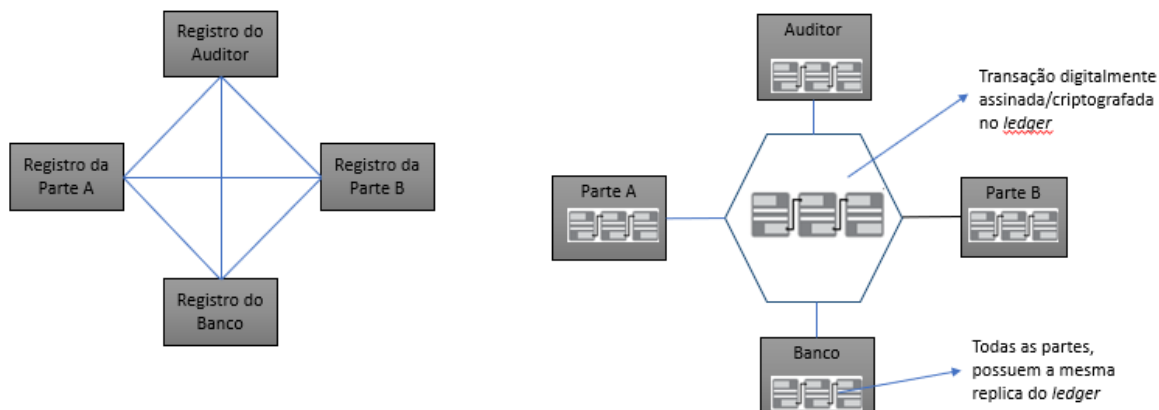 Registro do
Auditor
Registro da
Parte A
Registro da
Parte B
Registro do
Banco
Auditor
Transação digitalmente
assinada/criptografada
no ledger
Parte A
Parte B
Banco
Todas as partes,
possuem a mesma
replica do ledger